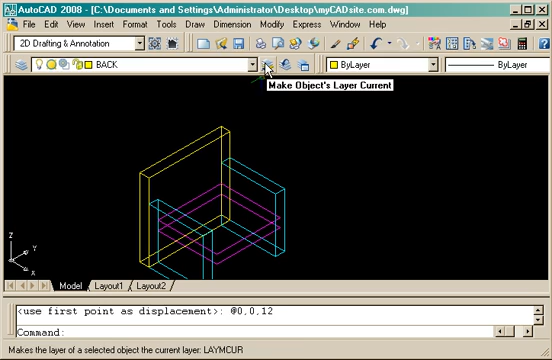 AutoCAD 2008 - [C:\Documents and Settings\Administrator\Desktop\myCADsite.com.dwg]
File Edit View Insert Format Tools Draw Dimension Modify Express Window Help
2D Drafting & Annotation
BACK ByLayer ByLayer
Make Object's Layer Current
Z
Y
X
Model Layout1 Layout2
<use first point as displacement>: @0,0,12
Command:
Makes the layer of a selected object the current layer: LAYMCUR